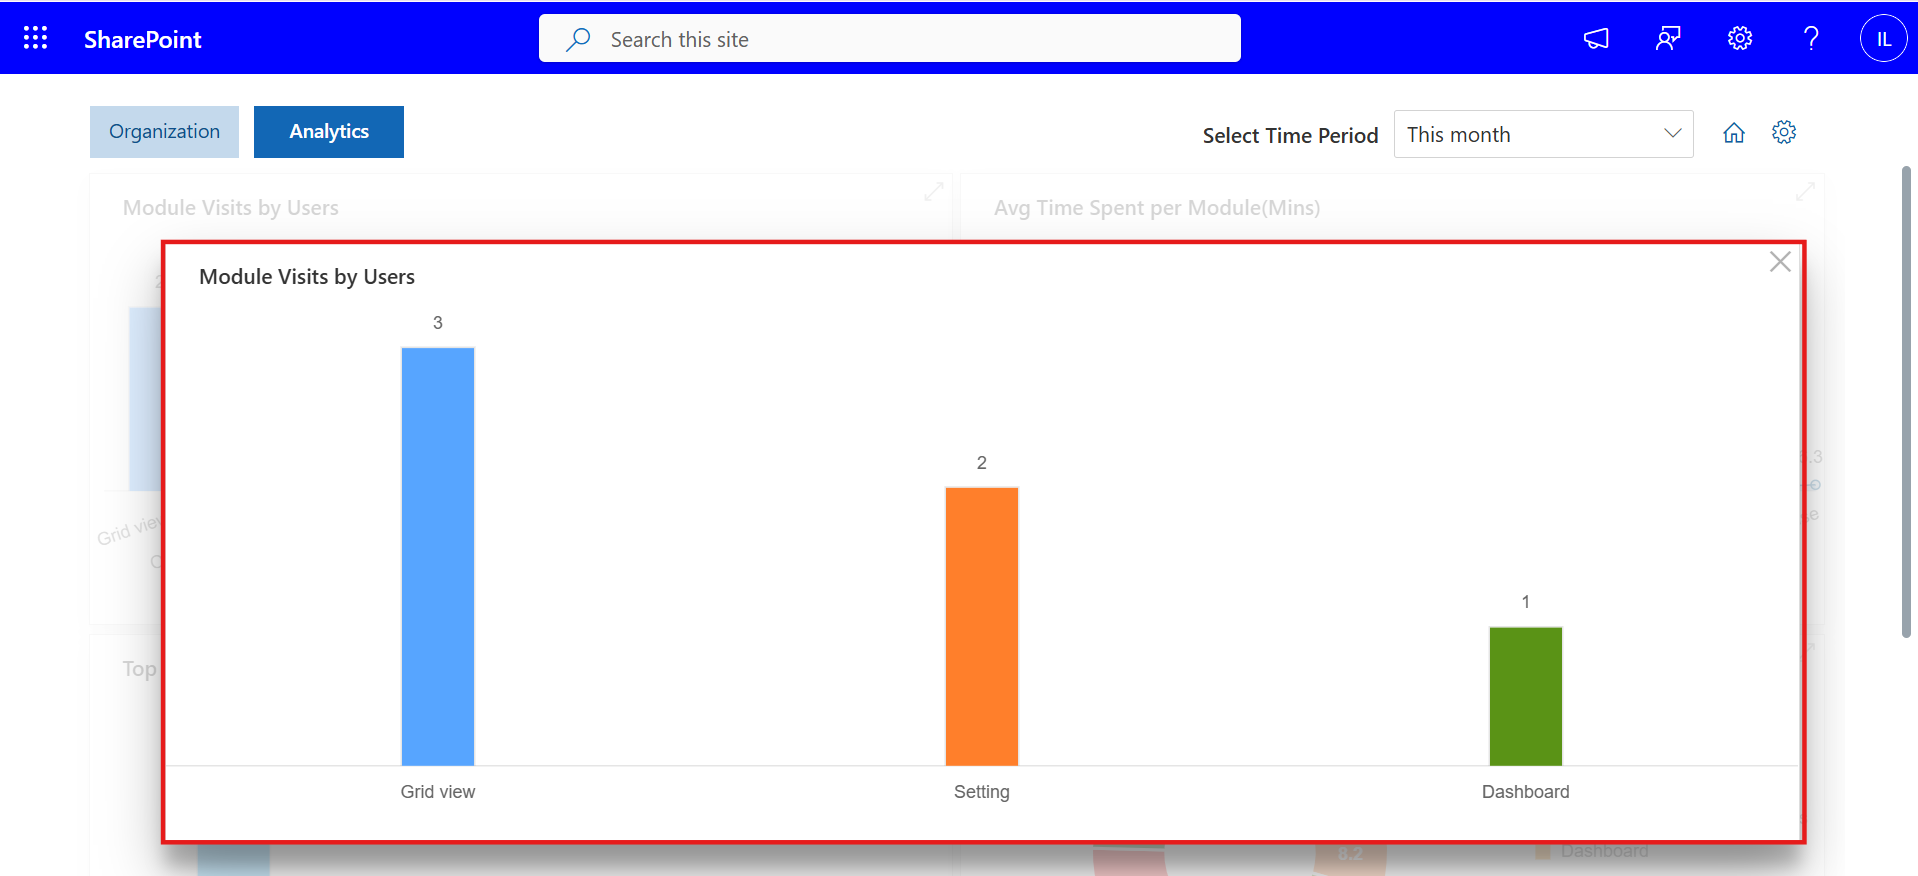 SharePoint
Search this site
IL
Organization
Analytics
Select Time Period
This month
Module Visits by Users
Avg Time Spent per Module(Mins)
Module Visits by Users
3
2
1
Grid view
Setting
Dashboard
Grid view
Top
8.2
Dashboard